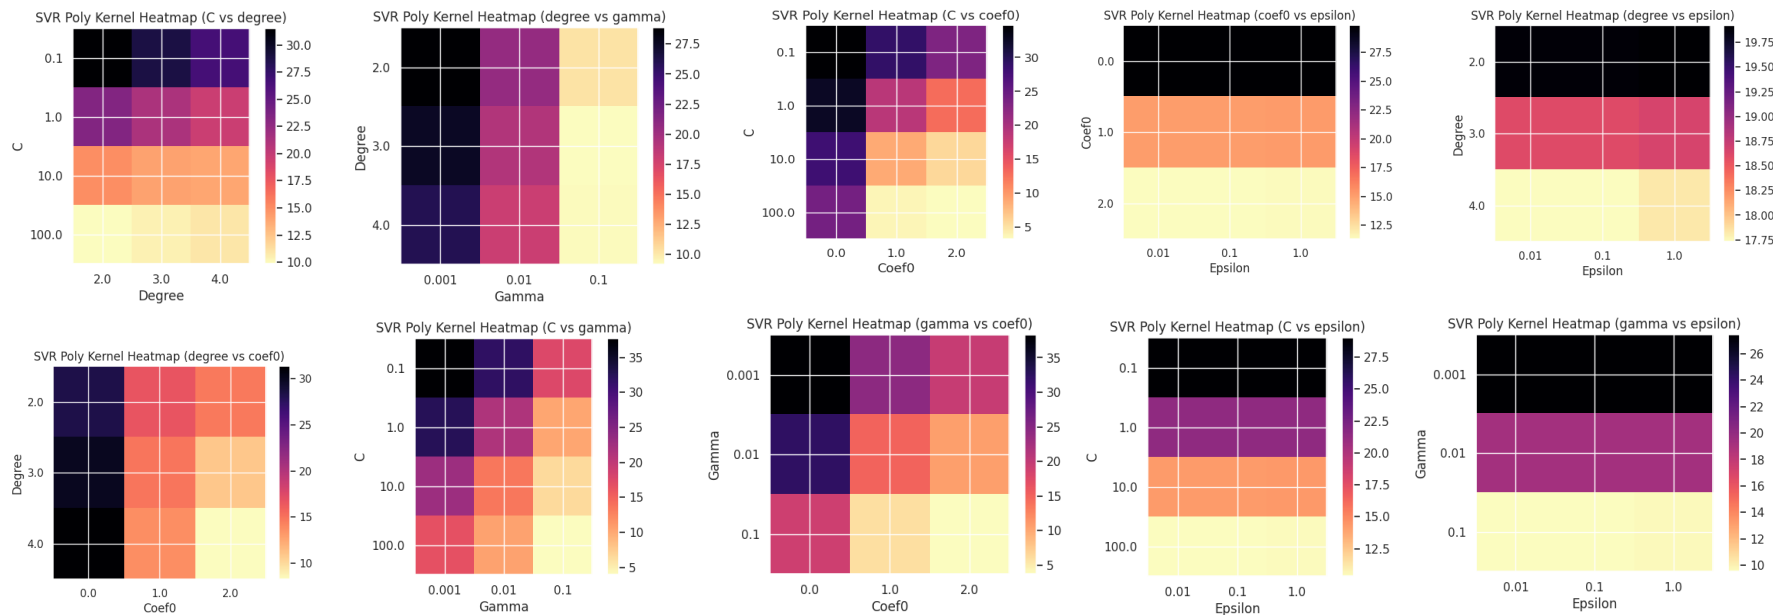 SVR Poly Kernel Heatmap (C vs degree)
0.1
1.0
10.0
100.0
C
2.0 3.0 4.0
Degree
30.0
27.5
25.0
22.5
20.0
17.5
15.0
12.5
10.0
SVR Poly Kernel Heatmap (degree vs gamma)
2.0
3.0
4.0
Degree
0.001 0.01 0.1
Gamma
27.5
25.0
22.5
20.0
17.5
15.0
12.5
10.0
SVR Poly Kernel Heatmap (C vs coef0)
0.1
1.0
10.0
100.0
C
0.0 1.0 2.0
Coef0
30
25
20
15
10
5
SVR Poly Kernel Heatmap (coef0 vs epsilon)
0.0
1.0
2.0
Coef0
0.01 0.1 1.0
Epsilon
27.5
25.0
22.5
20.0
17.5
15.0
12.5
SVR Poly Kernel Heatmap (degree vs epsilon)
2.0
3.0
4.0
Degree
0.01 0.1 1.0
Epsilon
19.75
19.50
19.25
19.00
18.75
18.50
18.25
18.00
17.75
SVR Poly Kernel Heatmap (degree vs coef0)
2.0
3.0
4.0
Degree
0.0 1.0 2.0
Coef0
30
25
20
15
10
SVR Poly Kernel Heatmap (C vs gamma)
0.1
1.0
10.0
100.0
C
0.001 0.01 0.1
Gamma
35
30
25
20
15
10
5
SVR Poly Kernel Heatmap (gamma vs coef0)
0.001
0.01
0.1
Gamma
0.0 1.0 2.0
Coef0
35
30
25
20
15
10
5
SVR Poly Kernel Heatmap (C vs epsilon)
0.1
1.0
10.0
100.0
C
0.01 0.1 1.0
Epsilon
27.5
25.0
22.5
20.0
17.5
15.0
12.5
SVR Poly Kernel Heatmap (gamma vs epsilon)
0.001
0.01
0.1
Gamma
0.01 0.1 1.0
Epsilon
26
24
22
20
18
16
14
12
10